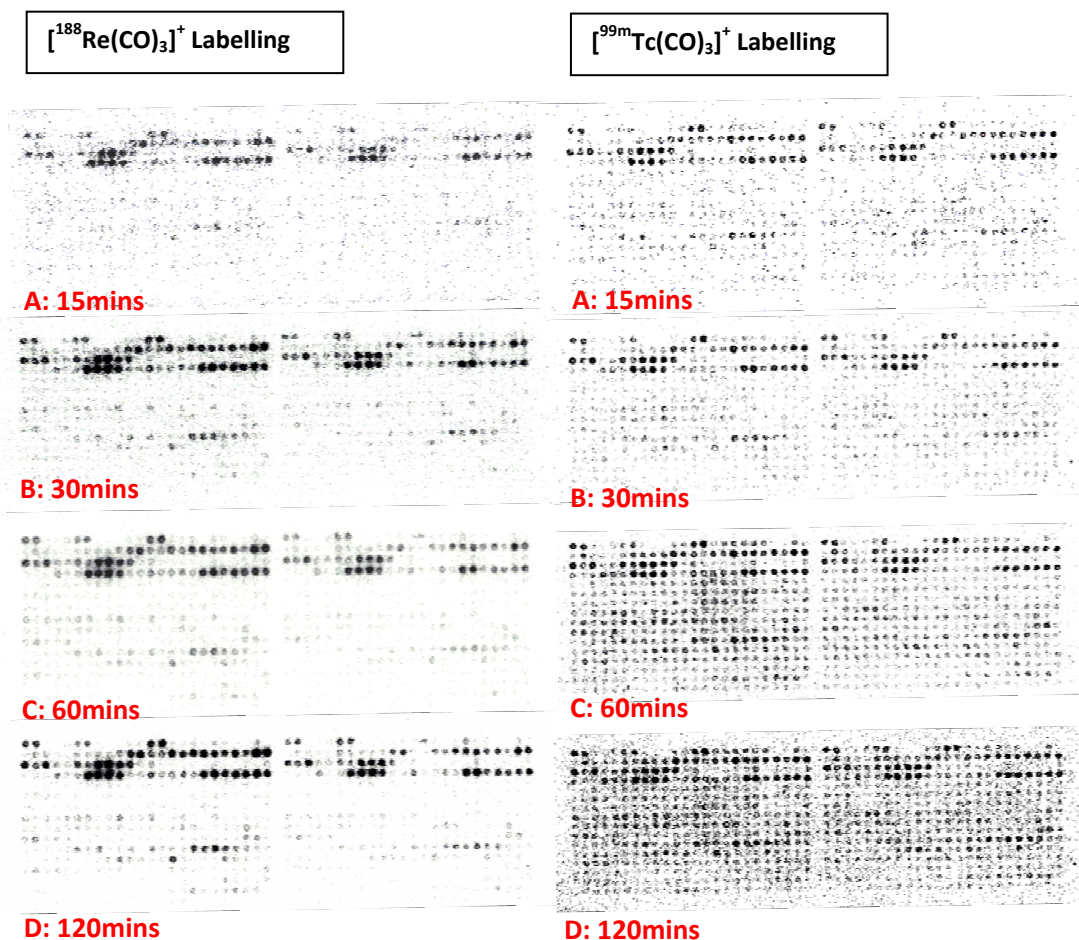 [¹⁸⁸Re(CO)₃]⁺ Labelling
[⁹⁹ᵐTc(CO)₃]⁺ Labelling
A: 15mins
A: 15mins
B: 30mins
B: 30mins
C: 60mins
C: 60mins
D: 120mins
D: 120mins